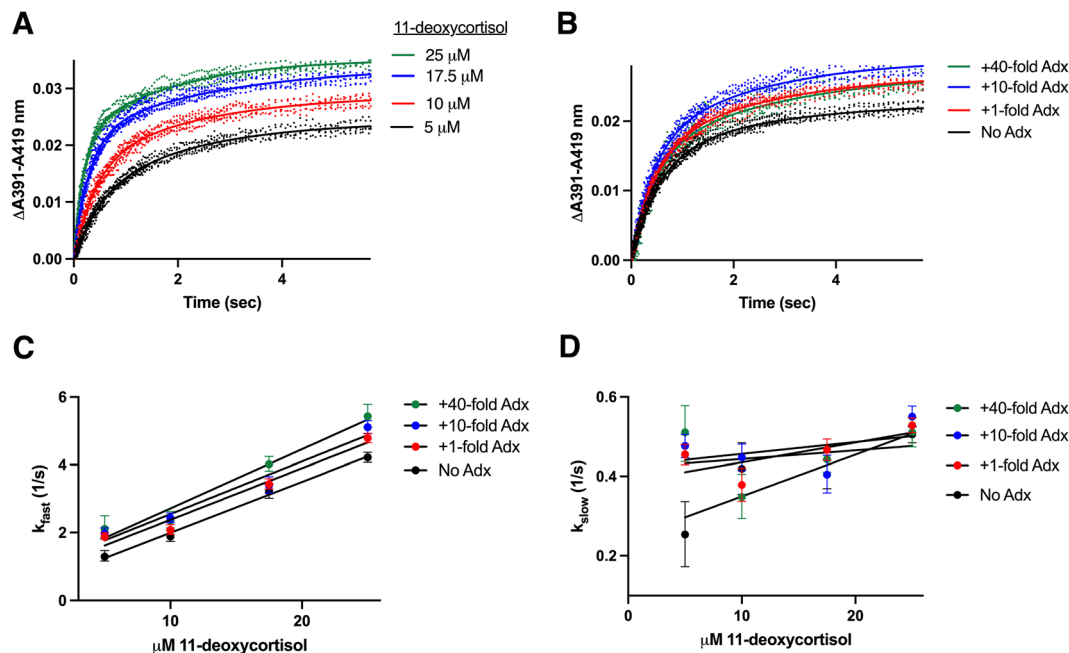 A
11-deoxycortisol
25 μM
17.5 μM
10 μM
5 μM
ΔA391-A419 nm
0.03
0.02
0.01
0.00
0
2
4
Time (sec)
B
+40-fold Adx
+10-fold Adx
+1-fold Adx
No Adx
ΔA391-A419 nm
0.02
0.01
0.00
0
2
4
Time (sec)
C
+40-fold Adx
+10-fold Adx
+1-fold Adx
No Adx
kfast (1/s)
6
4
2
0
10
20
μM 11-deoxycortisol
D
+40-fold Adx
+10-fold Adx
+1-fold Adx
No Adx
kslow (1/s)
0.6
0.4
0.2
0
10
20
μM 11-deoxycortisol